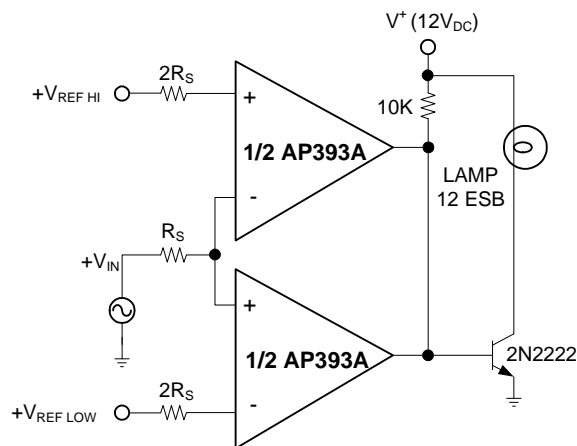 V+ (12VDC)
2RS
+VREF HI
+
10K
1/2 AP393A
-
LAMP
12 ESB
RS
+VIN
+
1/2 AP393A
2N2222
2RS
-
+VREF LOW